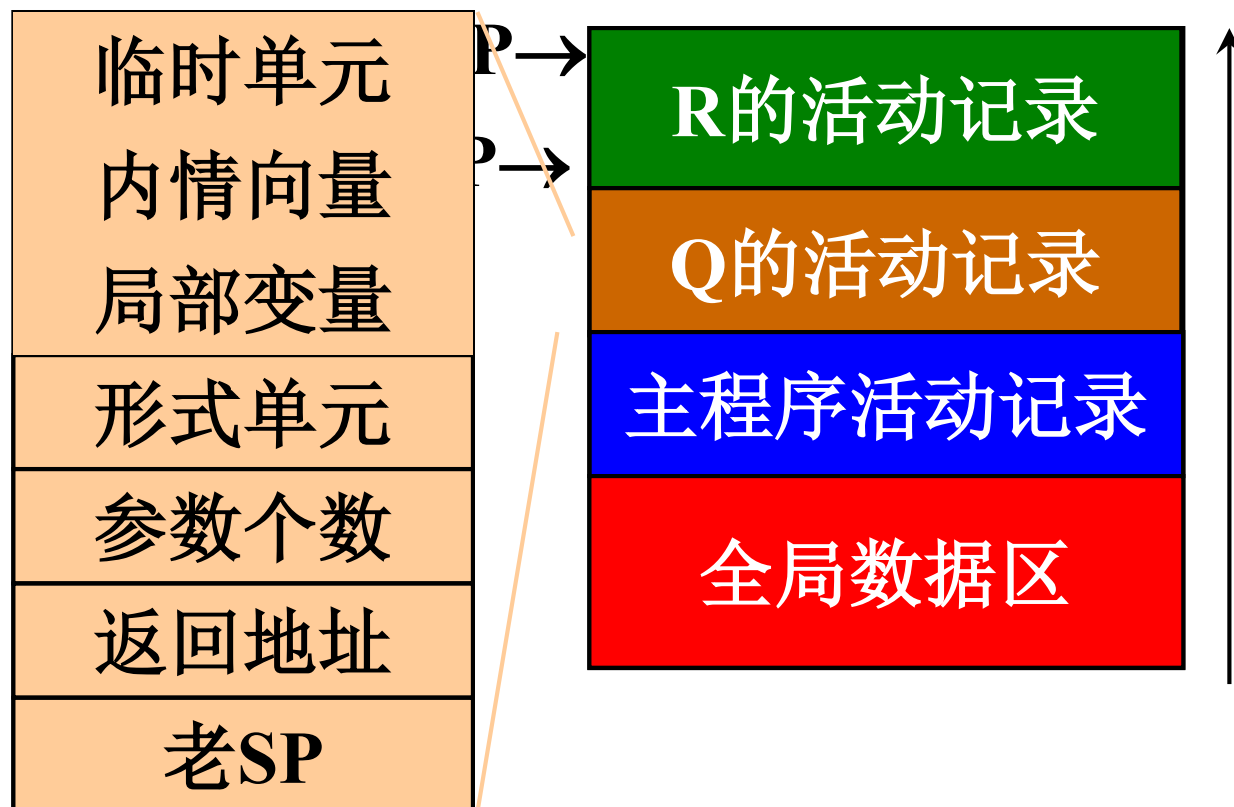 临时单元
内情向量
局部变量
形式单元
参数个数
返回地址
老SP
P→
P→
R的活动记录
Q的活动记录
主程序活动记录
全局数据区